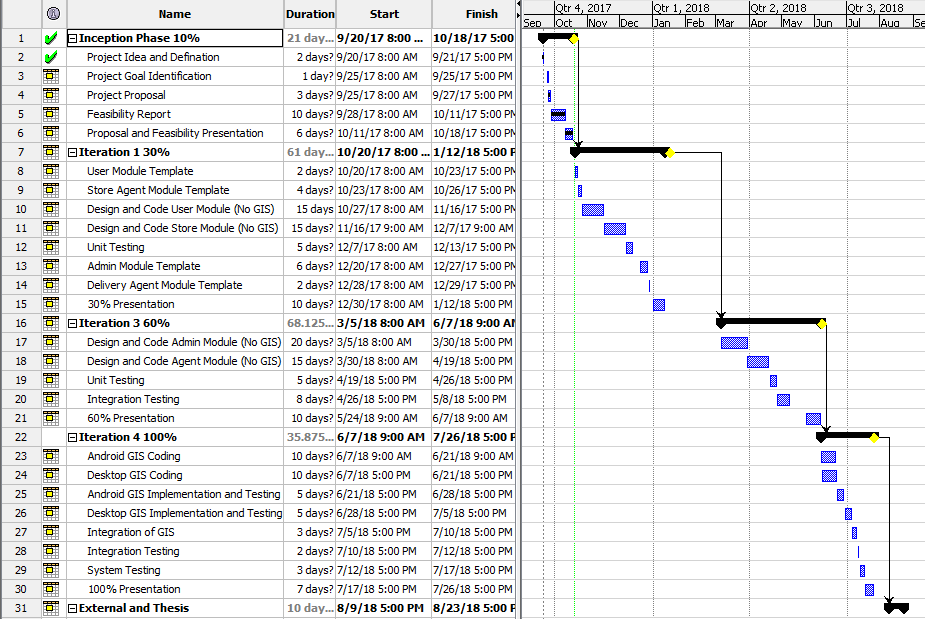 Name Duration Start Finish
Qtr 4, 2017 Qtr 1, 2018 Qtr 2, 2018 Qtr 3, 2018
Sep Oct Nov Dec Jan Feb Mar Apr May Jun Jul Aug Se
1 Inception Phase 10% 21 day... 9/20/17 8:00 ... 10/18/17 5:00
2 Project Idea and Defination 2 days? 9/20/17 8:00 AM 9/21/17 5:00 PM
3 Project Goal Identification 1 day? 9/25/17 8:00 AM 9/25/17 5:00 PM
4 Project Proposal 3 days? 9/25/17 8:00 AM 9/27/17 5:00 PM
5 Feasibility Report 10 days? 9/28/17 8:00 AM 10/11/17 5:00 PM
6 Proposal and Feasibility Presentation 6 days? 10/11/17 8:00 AM 10/18/17 5:00 PM
7 Iteration 1 30% 61 day... 10/20/17 8:00 ... 1/12/18 5:00 P
8 User Module Template 2 days? 10/20/17 8:00 AM 10/23/17 5:00 PM
9 Store Agent Module Template 4 days? 10/23/17 8:00 AM 10/26/17 5:00 PM
10 Design and Code User Module (No GIS) 15 days 10/27/17 8:00 AM 11/16/17 5:00 PM
11 Design and Code Store Module (No GIS) 15 days? 11/16/17 9:00 AM 12/7/17 9:00 AM
12 Unit Testing 5 days? 12/7/17 8:00 AM 12/13/17 5:00 PM
13 Admin Module Template 6 days? 12/20/17 8:00 AM 12/27/17 5:00 PM
14 Delivery Agent Module Template 2 days? 12/28/17 8:00 AM 12/29/17 5:00 PM
15 30% Presentation 10 days? 12/30/17 8:00 AM 1/12/18 5:00 PM
16 Iteration 3 60% 68.125... 3/5/18 8:00 AM 6/7/18 9:00 AM
17 Design and Code Admin Module (No GIS) 20 days? 3/5/18 8:00 AM 3/30/18 5:00 PM
18 Design and Code Agent Module (No GIS) 15 days? 3/30/18 8:00 AM 4/19/18 5:00 PM
19 Unit Testing 5 days? 4/19/18 5:00 PM 4/26/18 5:00 PM
20 Integration Testing 8 days? 4/26/18 5:00 PM 5/8/18 5:00 PM
21 60% Presentation 10 days? 5/24/18 9:00 AM 6/7/18 9:00 AM
22 Iteration 4 100% 35.875... 6/7/18 9:00 AM 7/26/18 5:00 P
23 Android GIS Coding 10 days? 6/7/18 9:00 AM 6/21/18 9:00 AM
24 Desktop GIS Coding 10 days? 6/7/18 5:00 PM 6/21/18 5:00 PM
25 Android GIS Implementation and Testing 5 days? 6/21/18 5:00 PM 6/28/18 5:00 PM
26 Desktop GIS Implementation and Testing 5 days? 6/28/18 5:00 PM 7/5/18 5:00 PM
27 Integration of GIS 3 days? 7/5/18 5:00 PM 7/10/18 5:00 PM
28 Integration Testing 2 days? 7/10/18 5:00 PM 7/12/18 5:00 PM
29 System Testing 3 days? 7/12/18 5:00 PM 7/17/18 5:00 PM
30 100% Presentation 7 days? 7/17/18 5:00 PM 7/26/18 5:00 PM
31 External and Thesis 10 day... 8/9/18 5:00 PM 8/23/18 5:00 P